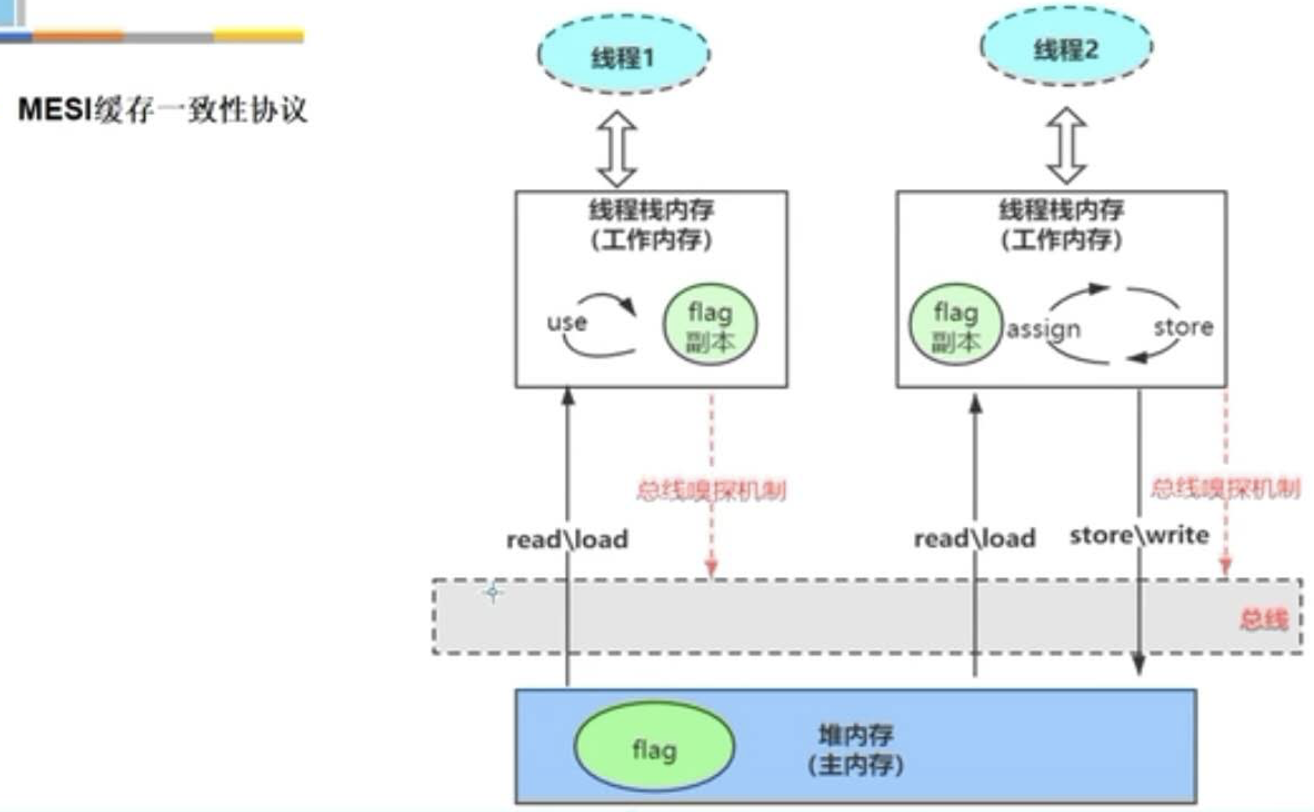 MESI缓存一致性协议
线程1
线程2
线程栈内存
(工作内存)
use
flag
副本
线程栈内存
(工作内存)
flag
副本
assign
store
总线嗅探机制
read\load
总线嗅探机制
read\load
store\write
总线
flag
堆内存
(主内存)